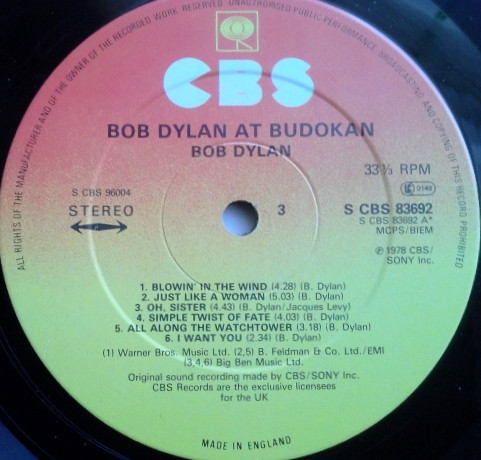 ALL RIGHTS OF THE MANUFACTURER AND OF THE OWNER OF THE RECORDED WORK RESERVED · UNAUTHORISED PUBLIC PERFORMANCE, BROADCASTING AND COPYING OF THIS RECORD PROHIBITED
CBS
BOB DYLAN AT BUDOKAN
BOB DYLAN
33⅓ RPM
S CBS 96004
LC 0149
STEREO
3
S CBS 83692
S CBS 83692 A*
MCPS/BIEM
℗ 1978 CBS/
SONY Inc.
1. BLOWIN' IN THE WIND (4.28) (B. Dylan)
2. JUST LIKE A WOMAN (5.03) (B. Dylan)
3. OH, SISTER (4.43) (B. Dylan/Jacques Levy)
4. SIMPLE TWIST OF FATE (4.03) (B. Dylan)
5. ALL ALONG THE WATCHTOWER (3.18) (B. Dylan)
6. I WANT YOU (2.34) (B. Dylan)
(1) Warner Bros. Music Ltd. (2,5) B. Feldman & Co. Ltd./EMI
(3,4,6) Big Ben Music Ltd.
Original sound recording made by CBS/SONY Inc.
CBS Records are the exclusive licensees
for the UK
MADE IN ENGLAND